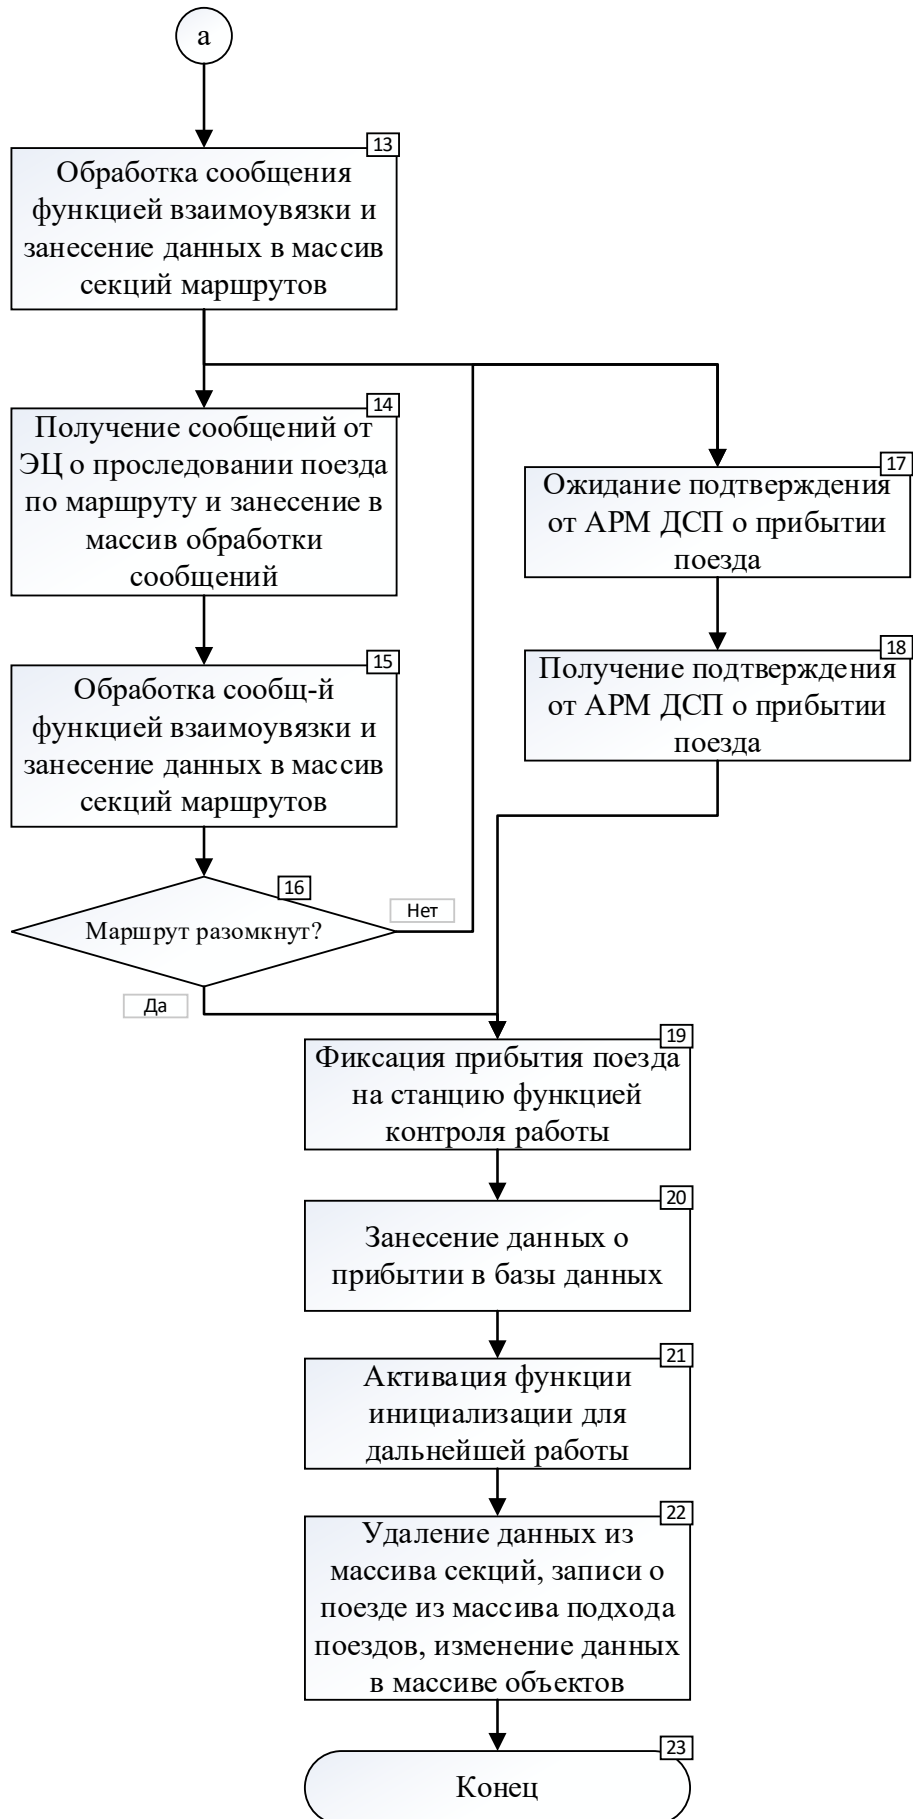 а
13
Обработка сообщения
функцией взаимоувязки и
занесение данных в массив
секций маршрутов
14
Получение сообщений от
ЭЦ о проследовании поезда
по маршруту и занесение в
массив обработки
сообщений
15
Обработка сообщ-й
функцией взаимоувязки и
занесение данных в массив
секций маршрутов
16
Маршрут разомкнут?
Нет
Да
17
Ожидание подтверждения
от АРМ ДСП о прибытии
поезда
18
Получение подтверждения
от АРМ ДСП о прибытии
поезда
19
Фиксация прибытия поезда
на станцию функцией
контроля работы
20
Занесение данных о
прибытии в базы данных
21
Активация функции
инициализации для
дальнейшей работы
22
Удаление данных из
массива секций, записи о
поезде из массива подхода
поездов, изменение данных
в массиве объектов
23
Конец